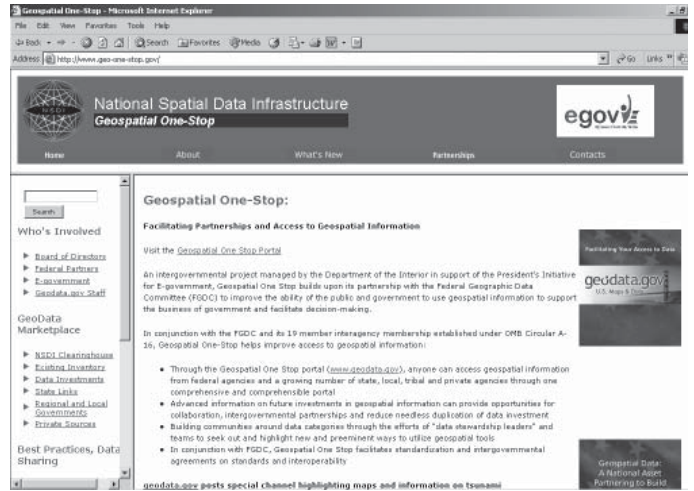 Geospatial One-Stop - Microsoft Internet Explorer
File Edit View Favorites Tools Help
Back Search Favorites Media
Address http://www.geo-one-stop.gov/ Go Links
NSDI
National Spatial Data Infrastructure
Geospatial One-Stop
egov
Home About What's New Partnerships Contacts
Search
Who's Involved
Board of Directors
Federal Partners
E-government
Geodata.gov Staff
GeoData
Marketplace
NSDI Clearinghouse
Existing Inventory
Data Investments
State Links
Regional and Local
Governments
Private Sources
Best Practices, Data
Sharing
Geospatial One-Stop:
Facilitating Partnerships and Access to Geospatial Information
Visit the Geospatial One Stop Portal
An intergovernmental project managed by the Department of the Interior in support of the President's Initiative
for E-government, Geospatial One Stop builds upon its partnership with the Federal Geographic Data
Committee (FGDC) to improve the ability of the public and government to use geospatial information to support
the business of government and facilitate decision-making.
In conjunction with the FGDC and its 19 member interagency membership established under OMB Circular A-
16, Geospatial One-Stop helps improve access to geospatial information:
Through the Geospatial One Stop portal (www.geodata.gov), anyone can access geospatial information
from federal agencies and a growing number of state, local, tribal and private agencies through one
comprehensive and comprehensible portal
Advanced information on future investments in geospatial information can provide opportunities for
collaboration, intergovernmental partnerships and reduce needless duplication of data investment
Building communities around data categories through the efforts of "data stewardship leaders" and
teams to seek out and highlight new and preeminent ways to utilize geospatial tools
In conjunction with FGDC, Geospatial One Stop facilitates standardization and intergovernmental
agreements on standards and interoperability
geodata.gov posts special channel highlighting maps and information on tsunami
Facilitating Your Access to Data
geodata.gov
U.S. Maps & Data
Geospatial Data:
A National Asset
Partnering to Build